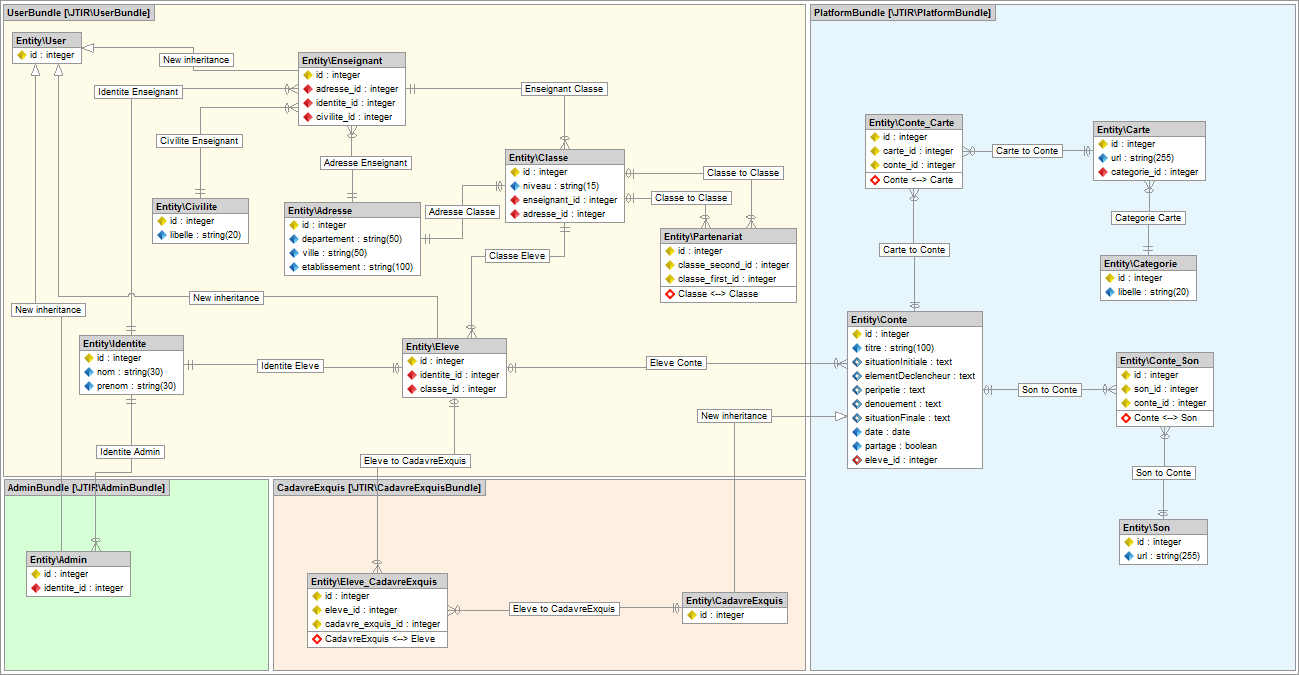 UserBundle [\JTIR\UserBundle]
Entity\User
id : integer
New inheritance
Entity\Enseignant
id : integer
adresse_id : integer
identite_id : integer
civilite_id : integer
Identite Enseignant
Enseignant Classe
Civilite Enseignant
Adresse Enseignant
Entity\Classe
id : integer
niveau : string(15)
enseignant_id : integer
adresse_id : integer
Classe to Classe
Classe to Classe
Entity\Civilite
id : integer
libelle : string(20)
Entity\Adresse
id : integer
departement : string(50)
ville : string(50)
etablissement : string(100)
Adresse Classe
Entity\Partenariat
id : integer
classe_second_id : integer
classe_first_id : integer
Classe <--> Classe
Classe Eleve
New inheritance
New inheritance
Entity\Identite
id : integer
nom : string(30)
prenom : string(30)
Identite Eleve
Entity\Eleve
id : integer
identite_id : integer
classe_id : integer
Eleve Conte
New inheritance
Identite Admin
Eleve to CadavreExquis
AdminBundle [\JTIR\AdminBundle]
Entity\Admin
id : integer
identite_id : integer
CadavreExquis [\JTIR\CadavreExquisBundle]
Entity\Eleve_CadavreExquis
id : integer
eleve_id : integer
cadavre_exquis_id : integer
CadavreExquis <--> Eleve
Eleve to CadavreExquis
Entity\CadavreExquis
id : integer
PlatformBundle [\JTIR\PlatformBundle]
Entity\Conte_Carte
id : integer
carte_id : integer
conte_id : integer
Conte <--> Carte
Carte to Conte
Entity\Carte
id : integer
url : string(255)
categorie_id : integer
Categorie Carte
Carte to Conte
Entity\Categorie
id : integer
libelle : string(20)
Entity\Conte
id : integer
titre : string(100)
situationInitiale : text
elementDeclencheur : text
peripetie : text
denouement : text
situationFinale : text
date : date
partage : boolean
eleve_id : integer
Son to Conte
Entity\Conte_Son
id : integer
son_id : integer
conte_id : integer
Conte <--> Son
Son to Conte
Entity\Son
id : integer
url : string(255)